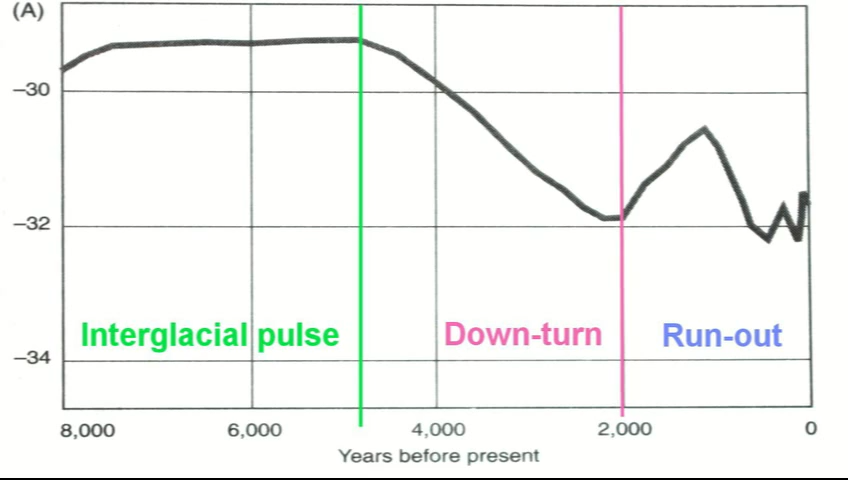 (A)
−30
−32
−34
Interglacial pulse
Down-turn
Run-out
8,000
6,000
4,000
2,000
0
Years before present